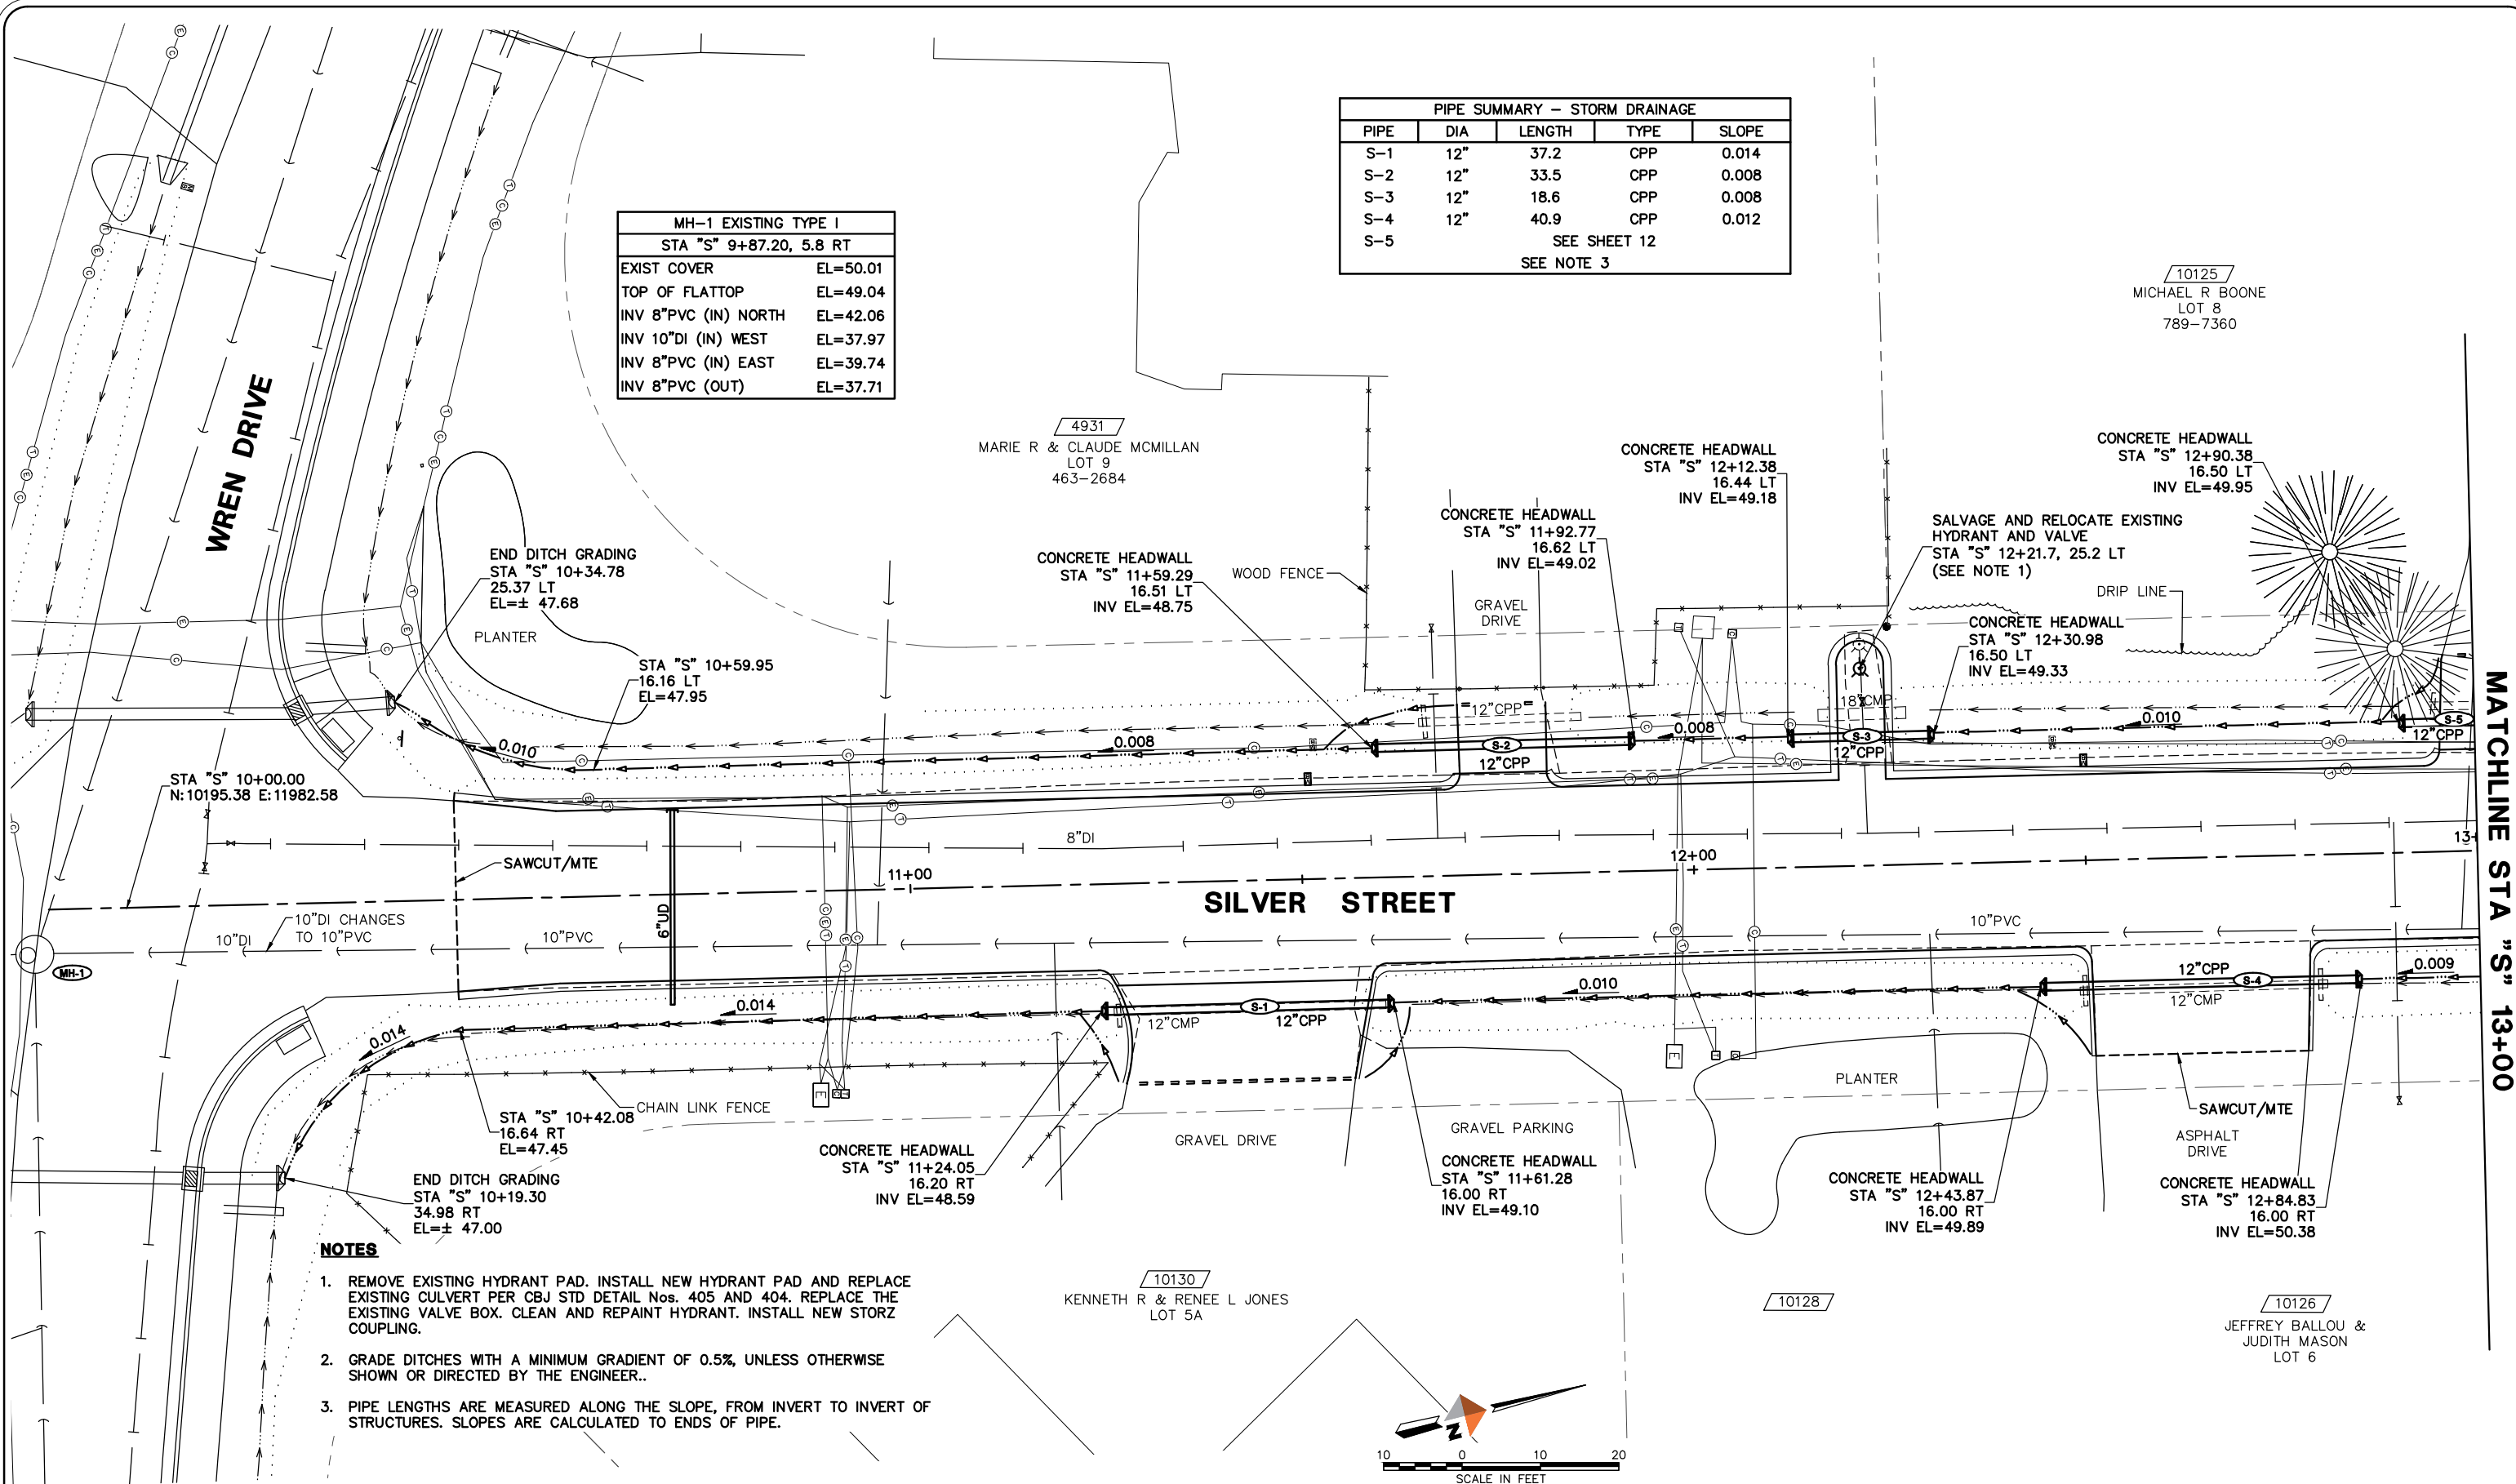 PIPE SUMMARY – STORM DRAINAGE
PIPE DIA LENGTH TYPE SLOPE
S–1 12" 37.2 CPP 0.014
S–2 12" 33.5 CPP 0.008
S–3 12" 18.6 CPP 0.008
S–4 12" 40.9 CPP 0.012
S–5 SEE SHEET 12
SEE NOTE 3
MH–1 EXISTING TYPE I
STA "S" 9+87.20, 5.8 RT
EXIST COVER EL=50.01
TOP OF FLATTOP EL=49.04
INV 8"PVC (IN) NORTH EL=42.06
INV 10"DI (IN) WEST EL=37.97
INV 8"PVC (IN) EAST EL=39.74
INV 8"PVC (OUT) EL=37.71
10125
MICHAEL R BOONE
LOT 8
789–7360
WREN DRIVE
4931
MARIE R & CLAUDE MCMILLAN
LOT 9
463–2684
CONCRETE HEADWALL
STA "S" 12+12.38
16.44 LT
INV EL=49.18
CONCRETE HEADWALL
STA "S" 12+90.38
16.50 LT
INV EL=49.95
CONCRETE HEADWALL
STA "S" 11+92.77
16.62 LT
INV EL=49.02
SALVAGE AND RELOCATE EXISTING
HYDRANT AND VALVE
STA "S" 12+21.7, 25.2 LT
(SEE NOTE 1)
END DITCH GRADING
STA "S" 10+34.78
25.37 LT
EL=± 47.68
CONCRETE HEADWALL
STA "S" 11+59.29
16.51 LT
INV EL=48.75
WOOD FENCE
GRAVEL
DRIVE
DRIP LINE
PLANTER
CONCRETE HEADWALL
STA "S" 12+30.98
16.50 LT
INV EL=49.33
STA "S" 10+59.95
16.16 LT
EL=47.95
12"CPP
18"CMP
0.010
0.008
S-2
12"CPP
0.008
S-3
12"CPP
0.010
S-5
12"CPP
STA "S" 10+00.00
N:10195.38 E:11982.58
MATCHLINE STA "S" 13+00
8"DI
13+
SAWCUT/MTE
11+00
12+00
SILVER STREET
6"UD
10"DI CHANGES
TO 10"PVC
10"DI
10"PVC
10"PVC
MH-1
12"CPP
S-4
12"CMP
0.009
0.014
0.014
S-1
12"CMP
12"CPP
0.010
CHAIN LINK FENCE
PLANTER
SAWCUT/MTE
STA "S" 10+42.08
16.64 RT
EL=47.45
GRAVEL DRIVE
GRAVEL PARKING
ASPHALT
DRIVE
END DITCH GRADING
STA "S" 10+19.30
34.98 RT
EL=± 47.00
CONCRETE HEADWALL
STA "S" 11+24.05
16.20 RT
INV EL=48.59
CONCRETE HEADWALL
STA "S" 11+61.28
16.00 RT
INV EL=49.10
CONCRETE HEADWALL
STA "S" 12+43.87
16.00 RT
INV EL=49.89
CONCRETE HEADWALL
STA "S" 12+84.83
16.00 RT
INV EL=50.38
NOTES
1. REMOVE EXISTING HYDRANT PAD. INSTALL NEW HYDRANT PAD AND REPLACE
EXISTING CULVERT PER CBJ STD DETAIL Nos. 405 AND 404. REPLACE THE
EXISTING VALVE BOX. CLEAN AND REPAINT HYDRANT. INSTALL NEW STORZ
COUPLING.
2. GRADE DITCHES WITH A MINIMUM GRADIENT OF 0.5%, UNLESS OTHERWISE
SHOWN OR DIRECTED BY THE ENGINEER..
3. PIPE LENGTHS ARE MEASURED ALONG THE SLOPE, FROM INVERT TO INVERT OF
STRUCTURES. SLOPES ARE CALCULATED TO ENDS OF PIPE.
10130
KENNETH R & RENEE L JONES
LOT 5A
10128
10126
JEFFREY BALLOU &
JUDITH MASON
LOT 6
N
10 0 10 20
SCALE IN FEET